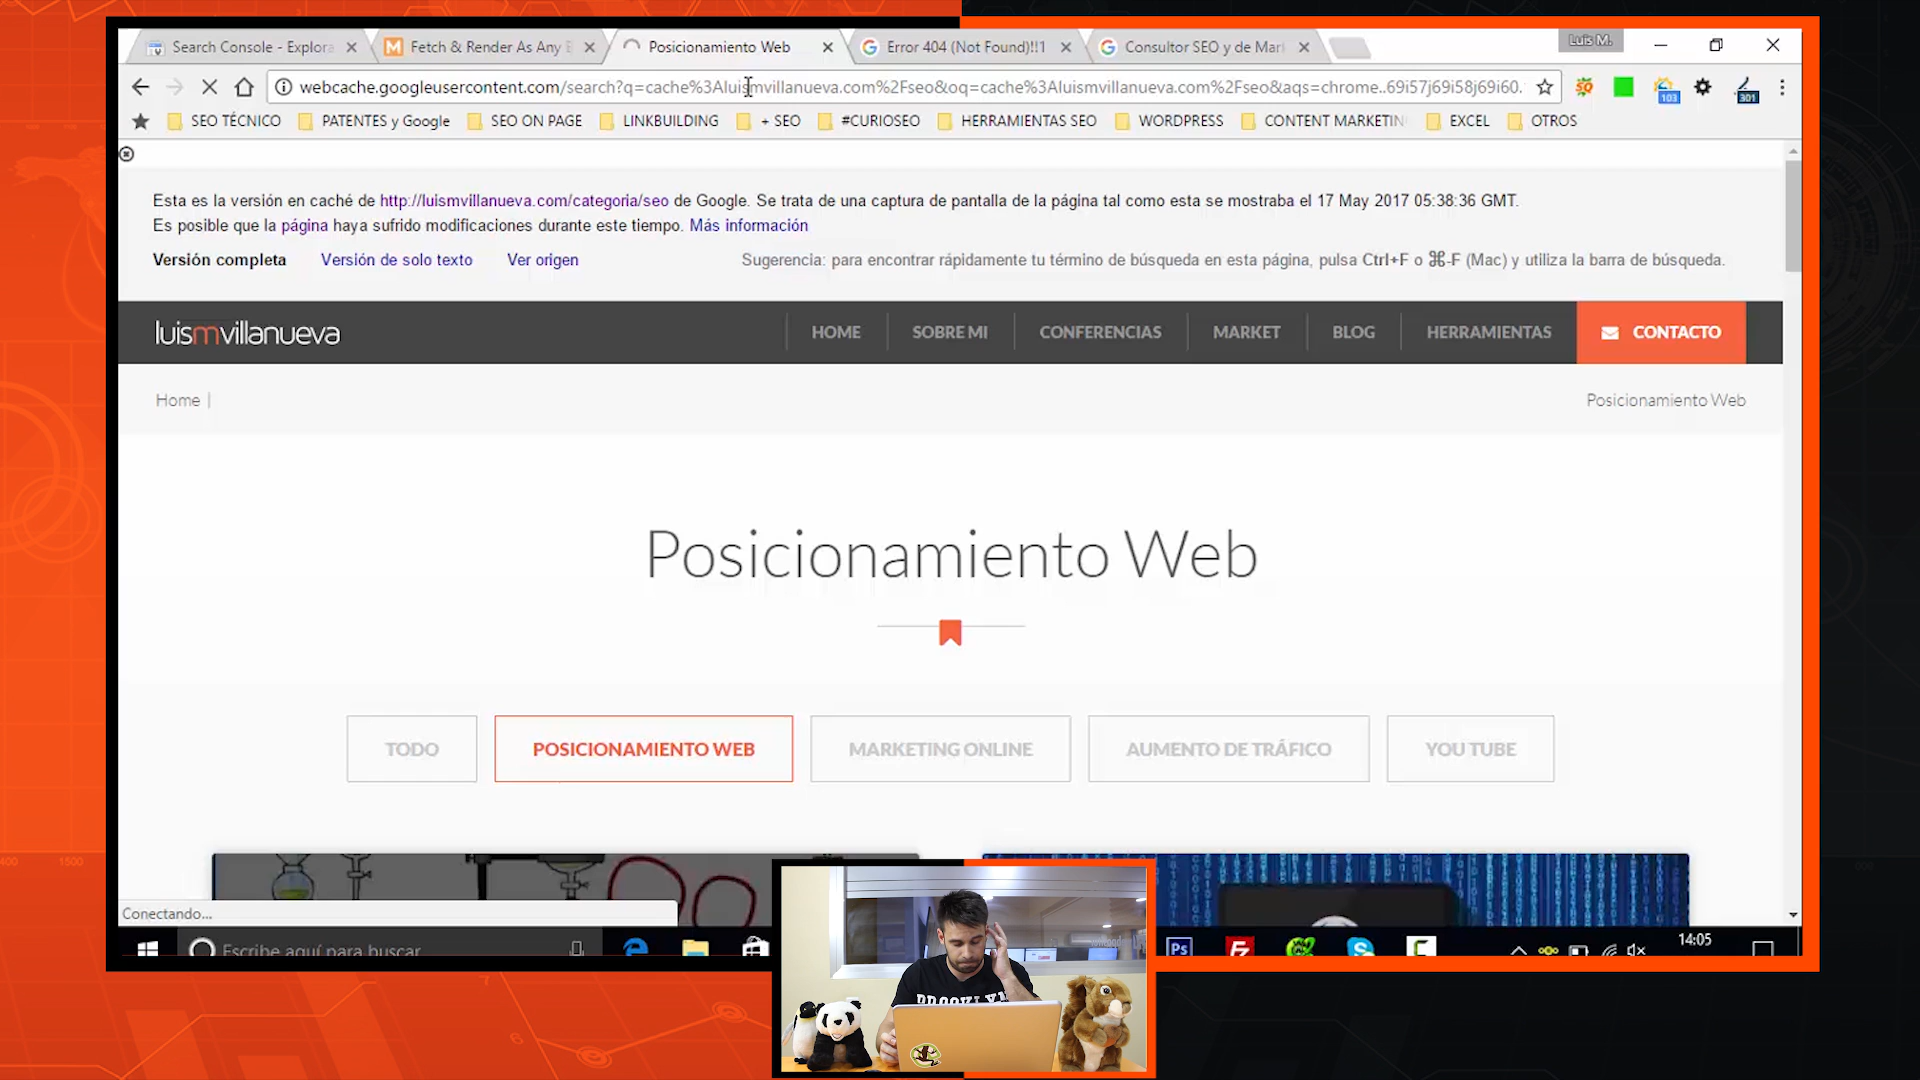 Search Console - Explora
Fetch & Render As Any
Posicionamiento Web
Error 404 (Not Found)!!1
Consultor SEO y de Mar
Luis M.
webcache.googleusercontent.com/search?q=cache%3Aluismvillanueva.com%2Fseo&oq=cache%3Aluismvillanueva.com%2Fseo&aqs=chrome..69i57j69i58j69i60.
103
301
SEO TÉCNICO
PATENTES y Google
SEO ON PAGE
LINKBUILDING
+ SEO
#CURIOSEO
HERRAMIENTAS SEO
WORDPRESS
CONTENT MARKETIN
EXCEL
OTROS
Esta es la versión en caché de http://luismvillanueva.com/categoria/seo de Google. Se trata de una captura de pantalla de la página tal como esta se mostraba el 17 May 2017 05:38:36 GMT.
Es posible que la página haya sufrido modificaciones durante este tiempo. Más información
Versión completa
Versión de solo texto
Ver origen
Sugerencia: para encontrar rápidamente tu término de búsqueda en esta página, pulsa Ctrl+F o ⌘-F (Mac) y utiliza la barra de búsqueda.
luismvillanueva
HOME
SOBRE MI
CONFERENCIAS
MARKET
BLOG
HERRAMIENTAS
CONTACTO
Home |
Posicionamiento Web
Posicionamiento Web
TODO
POSICIONAMIENTO WEB
MARKETING ONLINE
AUMENTO DE TRÁFICO
YOU TUBE
Conectando...
Escribe aquí para buscar
Ps
14:05
BROOKLYN